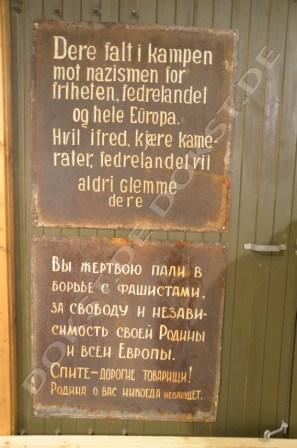 Dere falt i kampen
mot nazismen for
friheten, fedrelandet
og hele Europa.
Hvil i fred, kjære kame-
rater, fedrelandet vil
aldri glemme
dere
Вы жертвою пали в
борьбе с фашистами,
за свободу и незави-
симость своей Родины
и всей Европы.
Спите – дорогие товарищи!
Родина о вас никогда незабудет.